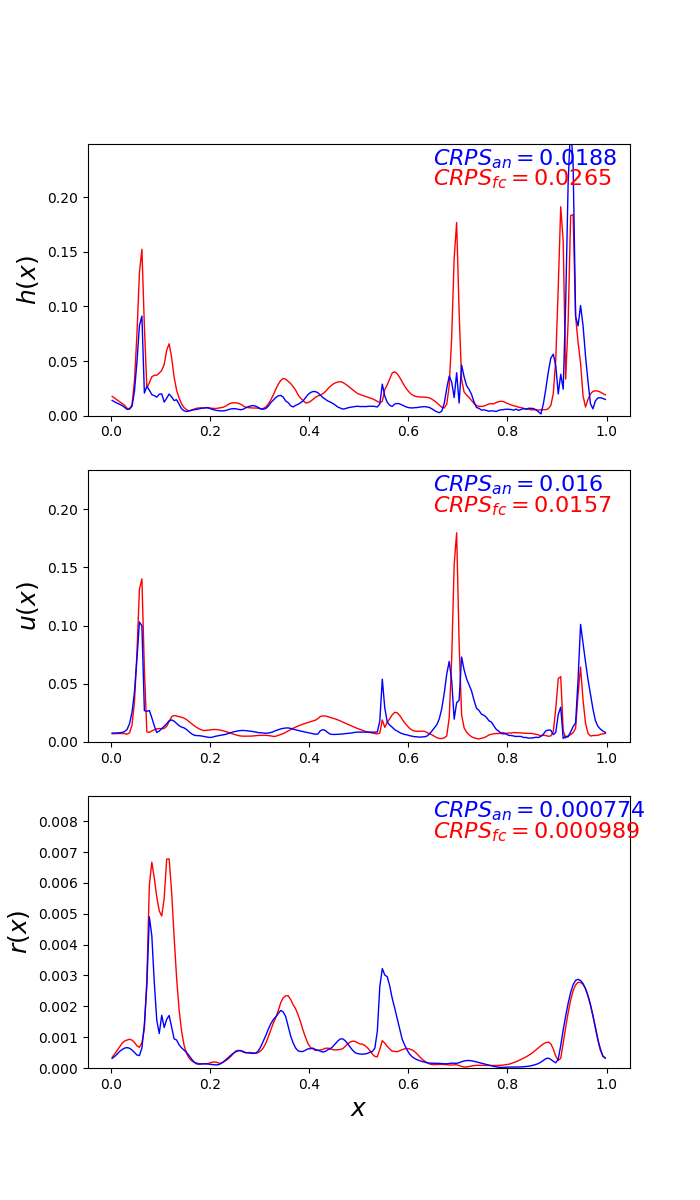 CRPS_an = 0.0188
CRPS_fc = 0.0265
0.20
0.15
0.10
0.05
0.00
h(x)
0.0 0.2 0.4 0.6 0.8 1.0
CRPS_an = 0.016
CRPS_fc = 0.0157
0.20
0.15
0.10
0.05
0.00
u(x)
0.0 0.2 0.4 0.6 0.8 1.0
CRPS_an = 0.000774
CRPS_fc = 0.000989
0.008
0.007
0.006
0.005
0.004
0.003
0.002
0.001
0.000
r(x)
0.0 0.2 0.4 0.6 0.8 1.0
x